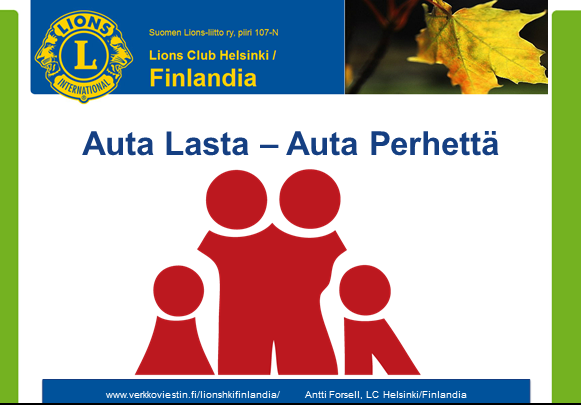 LIONS
L
INTERNATIONAL
Suomen Lions-liitto ry, piiri 107-N
Lions Club Helsinki /
Finlandia
Auta Lasta – Auta Perhettä
www.verkkoviestin.fi/lionshkifinlandia/ Antti Forsell, LC Helsinki/Finlandia